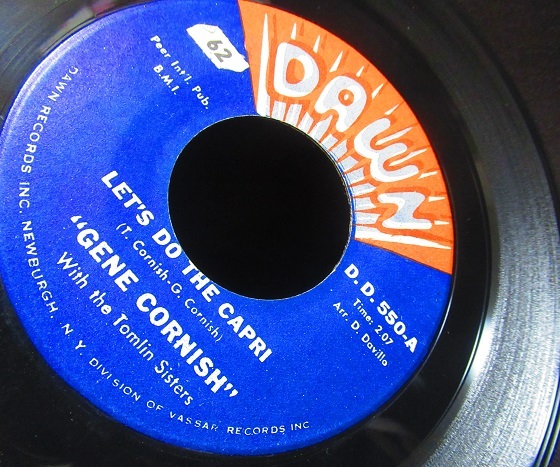 62
DAWN
Peer Int'l. Pub.
B.M.I.
LET'S DO THE CAPRI
(T. Cornish-G. Cornish)
"GENE CORNISH"
With the Tomlin Sisters
D.D. 550-A
Time: 2.07
Arr. D. Davilla
DAWN RECORDS INC. NEWBURGH, N.Y. DIVISION OF VASSAR RECORDS INC